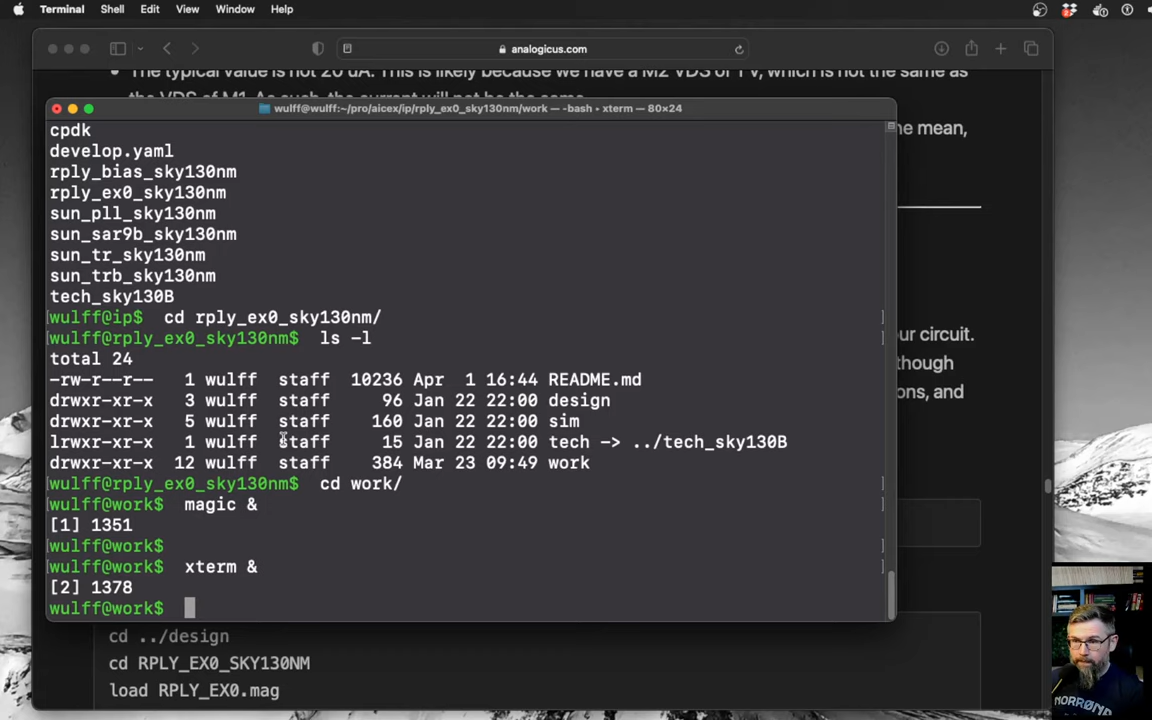 Terminal Shell Edit View Window Help
analogicus.com
The typical value is not 20 uA. This is likely because we have a M2 VDS of 1V, which is not the same as
wulff@wulff:~/pro/aicex/ip/rply_ex0_sky130nm/work — -bash • xterm — 80×24
cpdk
he mean,
develop.yaml
rply_bias_sky130nm
rply_ex0_sky130nm
sun_pll_sky130nm
sun_sar9b_sky130nm
sun_tr_sky130nm
sun_trb_sky130nm
tech_sky130B
[wulff@ip$ cd rply_ex0_sky130nm/ ]
[wulff@rply_ex0_sky130nm$ ls -l ]
ur circuit.
total 24
though
-rw-r--r-- 1 wulff staff 10236 Apr 1 16:44 README.md
ons, and
drwxr-xr-x 3 wulff staff 96 Jan 22 22:00 design
drwxr-xr-x 5 wulff staff 160 Jan 22 22:00 sim
lrwxr-xr-x 1 wulff staff 15 Jan 22 22:00 tech -> ../tech_sky130B
drwxr-xr-x 12 wulff staff 384 Mar 23 09:49 work
[wulff@rply_ex0_sky130nm$ cd work/ ]
[wulff@work$ magic & ]
[1] 1351
[wulff@work$ ]
[wulff@work$ xterm & ]
[2] 1378
wulff@work$
cd ../design
cd RPLY_EX0_SKY130NM
load RPLY_EX0.mag
NORRØNA